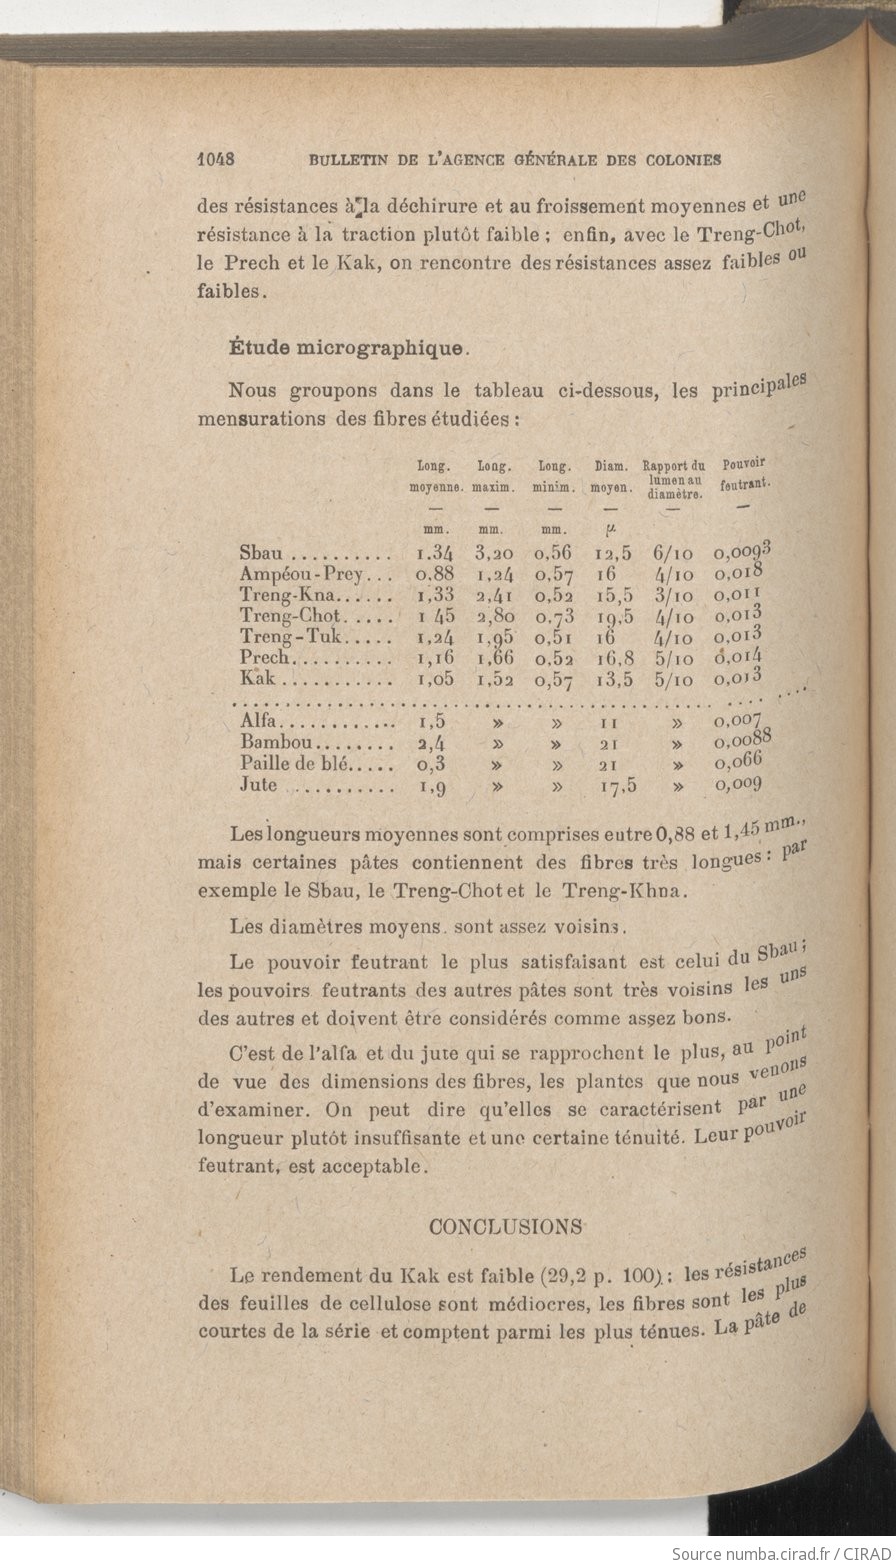 1048 BULLETIN DE L'AGENCE GÉNÉRALE DES COLONIES
des résistances à la déchirure et au froissement moyennes et une
résistance à la traction plutôt faible ; enfin, avec le Treng-Chot,
le Prech et le Kak, on rencontre des résistances assez faibles ou
faibles.
Étude micrographique.
Nous groupons dans le tableau ci-dessous, les principales
mensurations des fibres étudiées :
Long. Long. Long. Diam. Rapport du Pouvoir
moyenne. maxim. minim. moyen. lumen au feutrant.
diamètre.
— — — — — —
mm. mm. mm. µ
Sbau .......... 1.34 3,20 0,56 12,5 6/10 0,0093
Ampéou-Prey... 0.88 1,24 0,57 16 4/10 0,018
Treng-Kna...... 1,33 2,41 0,52 15,5 3/10 0,011
Treng-Chot..... 1 45 2,80 0.73 19,5 4/10 0,013
Treng-Tuk..... 1,24 1,95 0,51 16 4/10 0,013
Prech.......... 1,16 1,66 0.52 16,8 5/10 0,014
Kak ........... 1,05 1,52 0,57 13,5 5/10 0,013
Alfa............ 1,5 » » 11 » 0,007
Bambou........ 2,4 » » 21 » 0,0088
Paille de blé..... 0,3 » » 21 » 0,066
Jute ........... 1,9 » » 17,5 » 0,009
Les longueurs moyennes sont comprises eutre 0,88 et 1,45 mm.,
mais certaines pâtes contiennent des fibres très longues : par
exemple le Sbau, le Treng-Chot et le Treng-Khna.
Les diamètres moyens. sont assez voisins.
Le pouvoir feutrant le plus satisfaisant est celui du Sbau ;
les pouvoirs feutrants des autres pâtes sont très voisins les uns
des autres et doivent être considérés comme assez bons.
C'est de l'alfa et du jute qui se rapprochent le plus, au point
de vue des dimensions des fibres, les plantes que nous venons
d'examiner. On peut dire qu'elles se caractérisent par une
longueur plutôt insuffisante et une certaine ténuité. Leur pouvoir
feutrant, est acceptable.
CONCLUSIONS
Le rendement du Kak est faible (29,2 p. 100) ; les résistances
des feuilles de cellulose sont médiocres, les fibres sont les plus
courtes de la série et comptent parmi les plus ténues. La pâte de
Source numba.cirad.fr / CIRAD